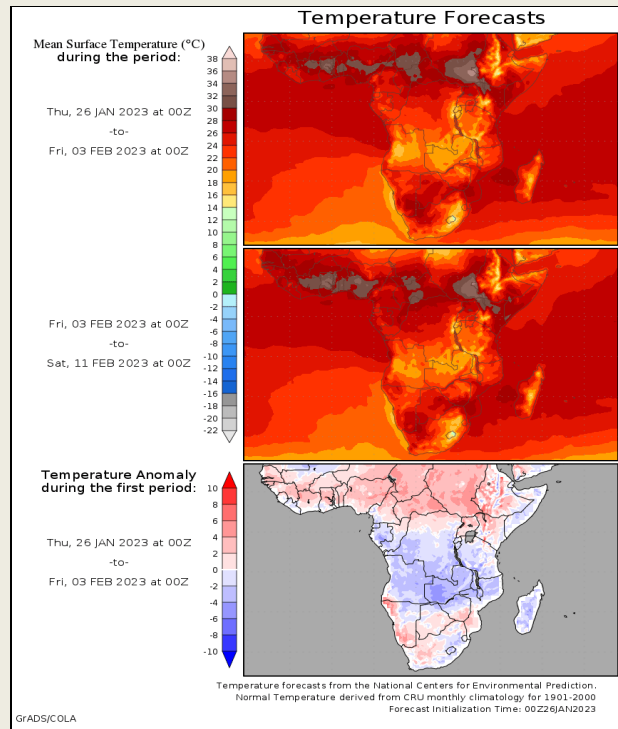 Temperature Forecasts
Mean Surface Temperature (°C)
during the period:
Thu, 26 JAN 2023 at 00Z
-to-
Fri, 03 FEB 2023 at 00Z
38
36
34
32
30
28
26
24
22
20
18
16
14
12
10
8
6
4
2
0
-2
-4
-6
-8
-10
-12
-14
-16
-18
-20
-22
Fri, 03 FEB 2023 at 00Z
-to-
Sat, 11 FEB 2023 at 00Z
Temperature Anomaly
during the first period:
Thu, 26 JAN 2023 at 00Z
-to-
Fri, 03 FEB 2023 at 00Z
10
8
6
4
2
0
-2
-4
-6
-8
-10
Temperature forecasts from the National Centers for Environmental Prediction.
Normal Temperature derived from CRU monthly climatology for 1901-2000
Forecast Initialization Time: 00Z26JAN2023
GrADS/COLA